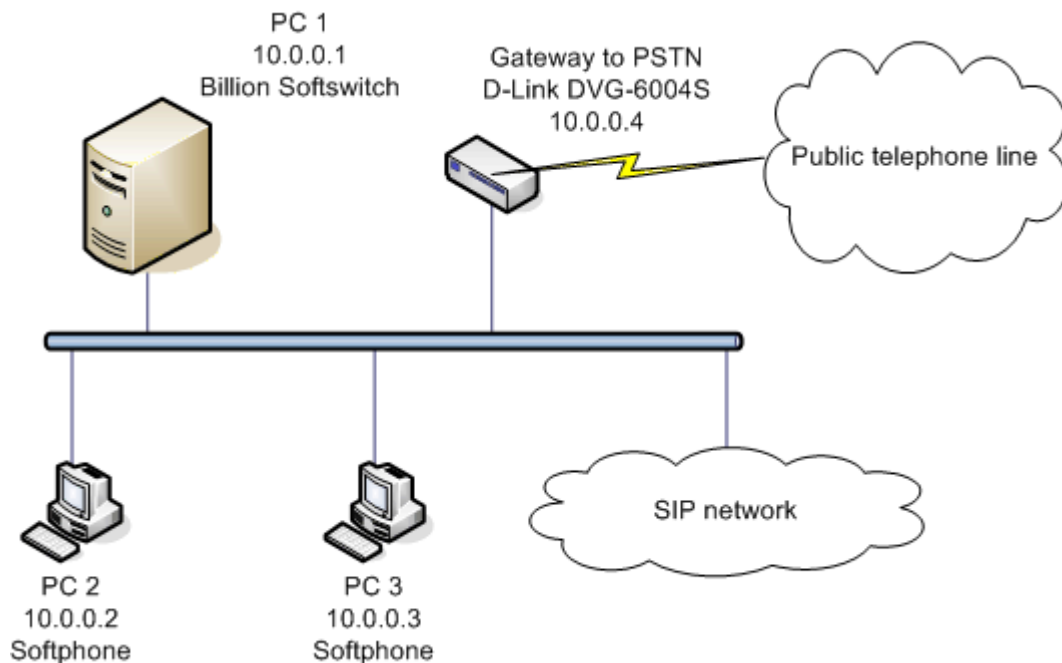 PC 1
10.0.0.1
Billion Softswitch
Gateway to PSTN
D-Link DVG-6004S
10.0.0.4
Public telephone line
PC 2
10.0.0.2
Softphone
PC 3
10.0.0.3
Softphone
SIP network